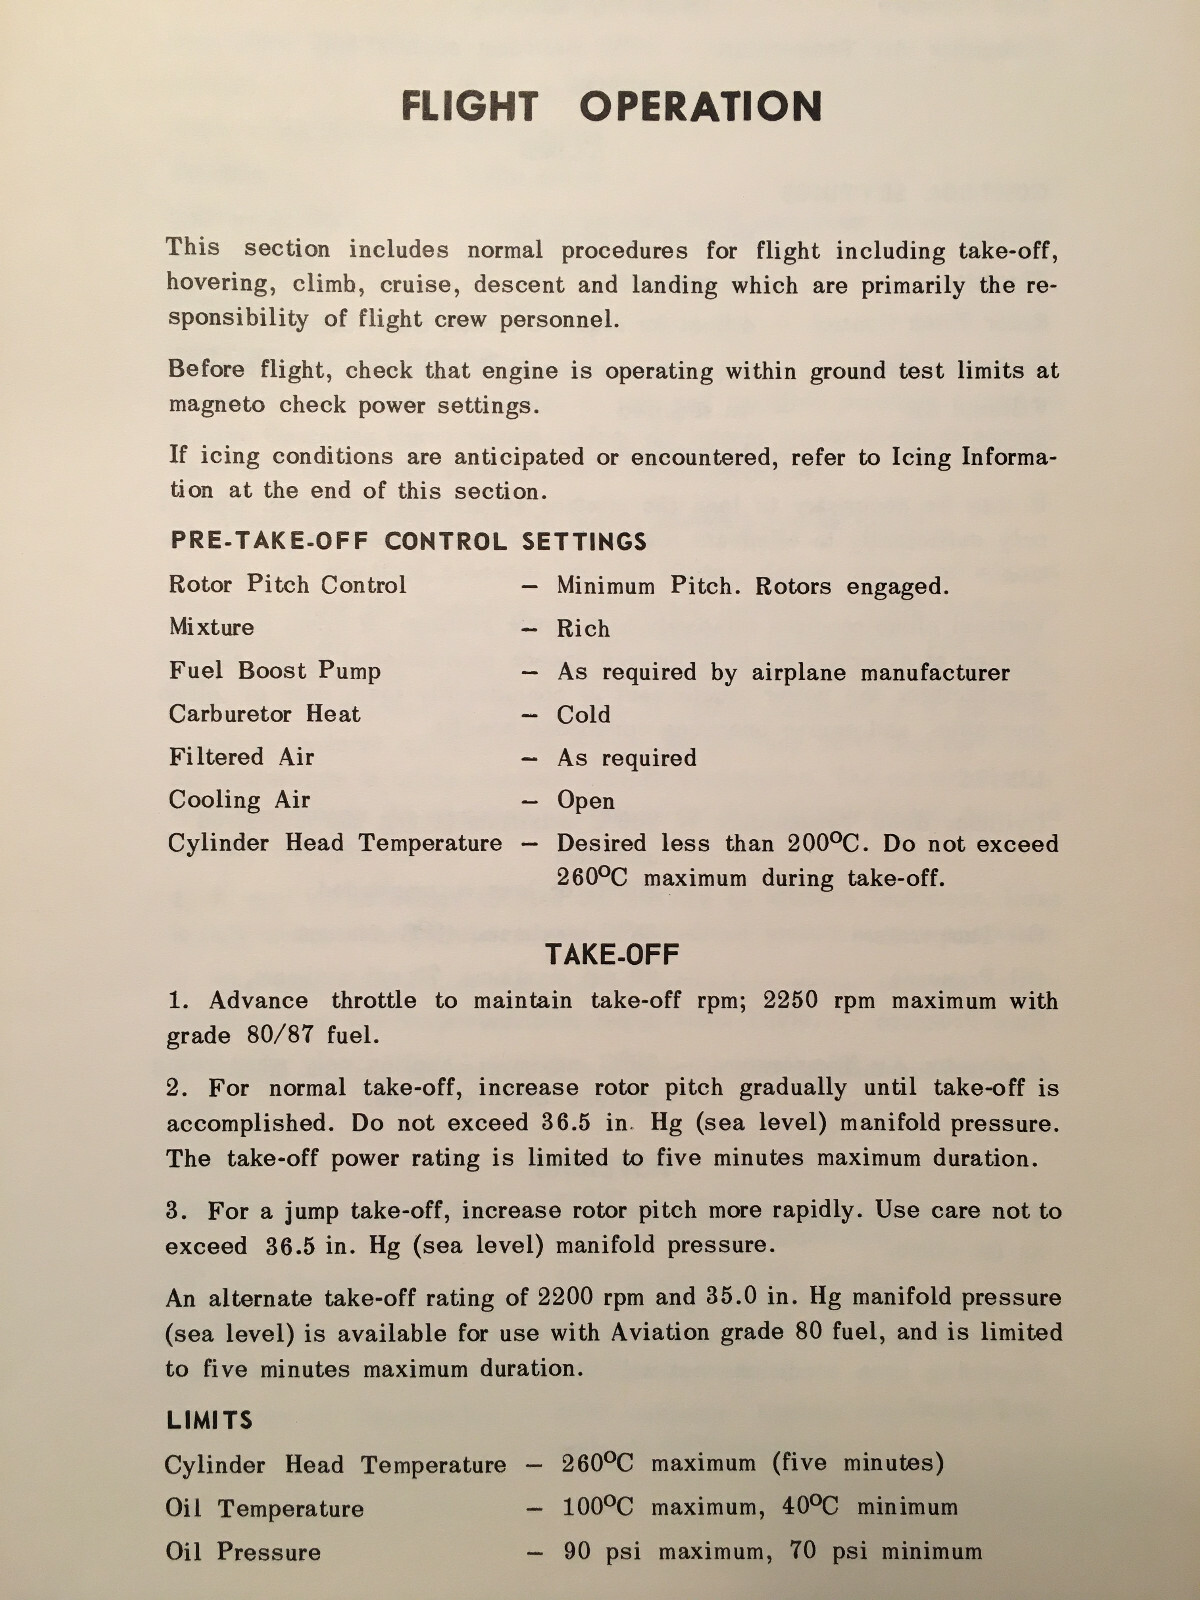 FLIGHT OPERATION
This section includes normal procedures for flight including take-off,
hovering, climb, cruise, descent and landing which are primarily the re-
sponsibility of flight crew personnel.
Before flight, check that engine is operating within ground test limits at
magneto check power settings.
If icing conditions are anticipated or encountered, refer to Icing Informa-
tion at the end of this section.
PRE-TAKE-OFF CONTROL SETTINGS
Rotor Pitch Control – Minimum Pitch. Rotors engaged.
Mixture – Rich
Fuel Boost Pump – As required by airplane manufacturer
Carburetor Heat – Cold
Filtered Air – As required
Cooling Air – Open
Cylinder Head Temperature – Desired less than 200ºC. Do not exceed
260ºC maximum during take-off.
TAKE-OFF
1. Advance throttle to maintain take-off rpm; 2250 rpm maximum with
grade 80/87 fuel.
2. For normal take-off, increase rotor pitch gradually until take-off is
accomplished. Do not exceed 36.5 in. Hg (sea level) manifold pressure.
The take-off power rating is limited to five minutes maximum duration.
3. For a jump take-off, increase rotor pitch more rapidly. Use care not to
exceed 36.5 in. Hg (sea level) manifold pressure.
An alternate take-off rating of 2200 rpm and 35.0 in. Hg manifold pressure
(sea level) is available for use with Aviation grade 80 fuel, and is limited
to five minutes maximum duration.
LIMITS
Cylinder Head Temperature – 260ºC maximum (five minutes)
Oil Temperature – 100ºC maximum, 40ºC minimum
Oil Pressure – 90 psi maximum, 70 psi minimum